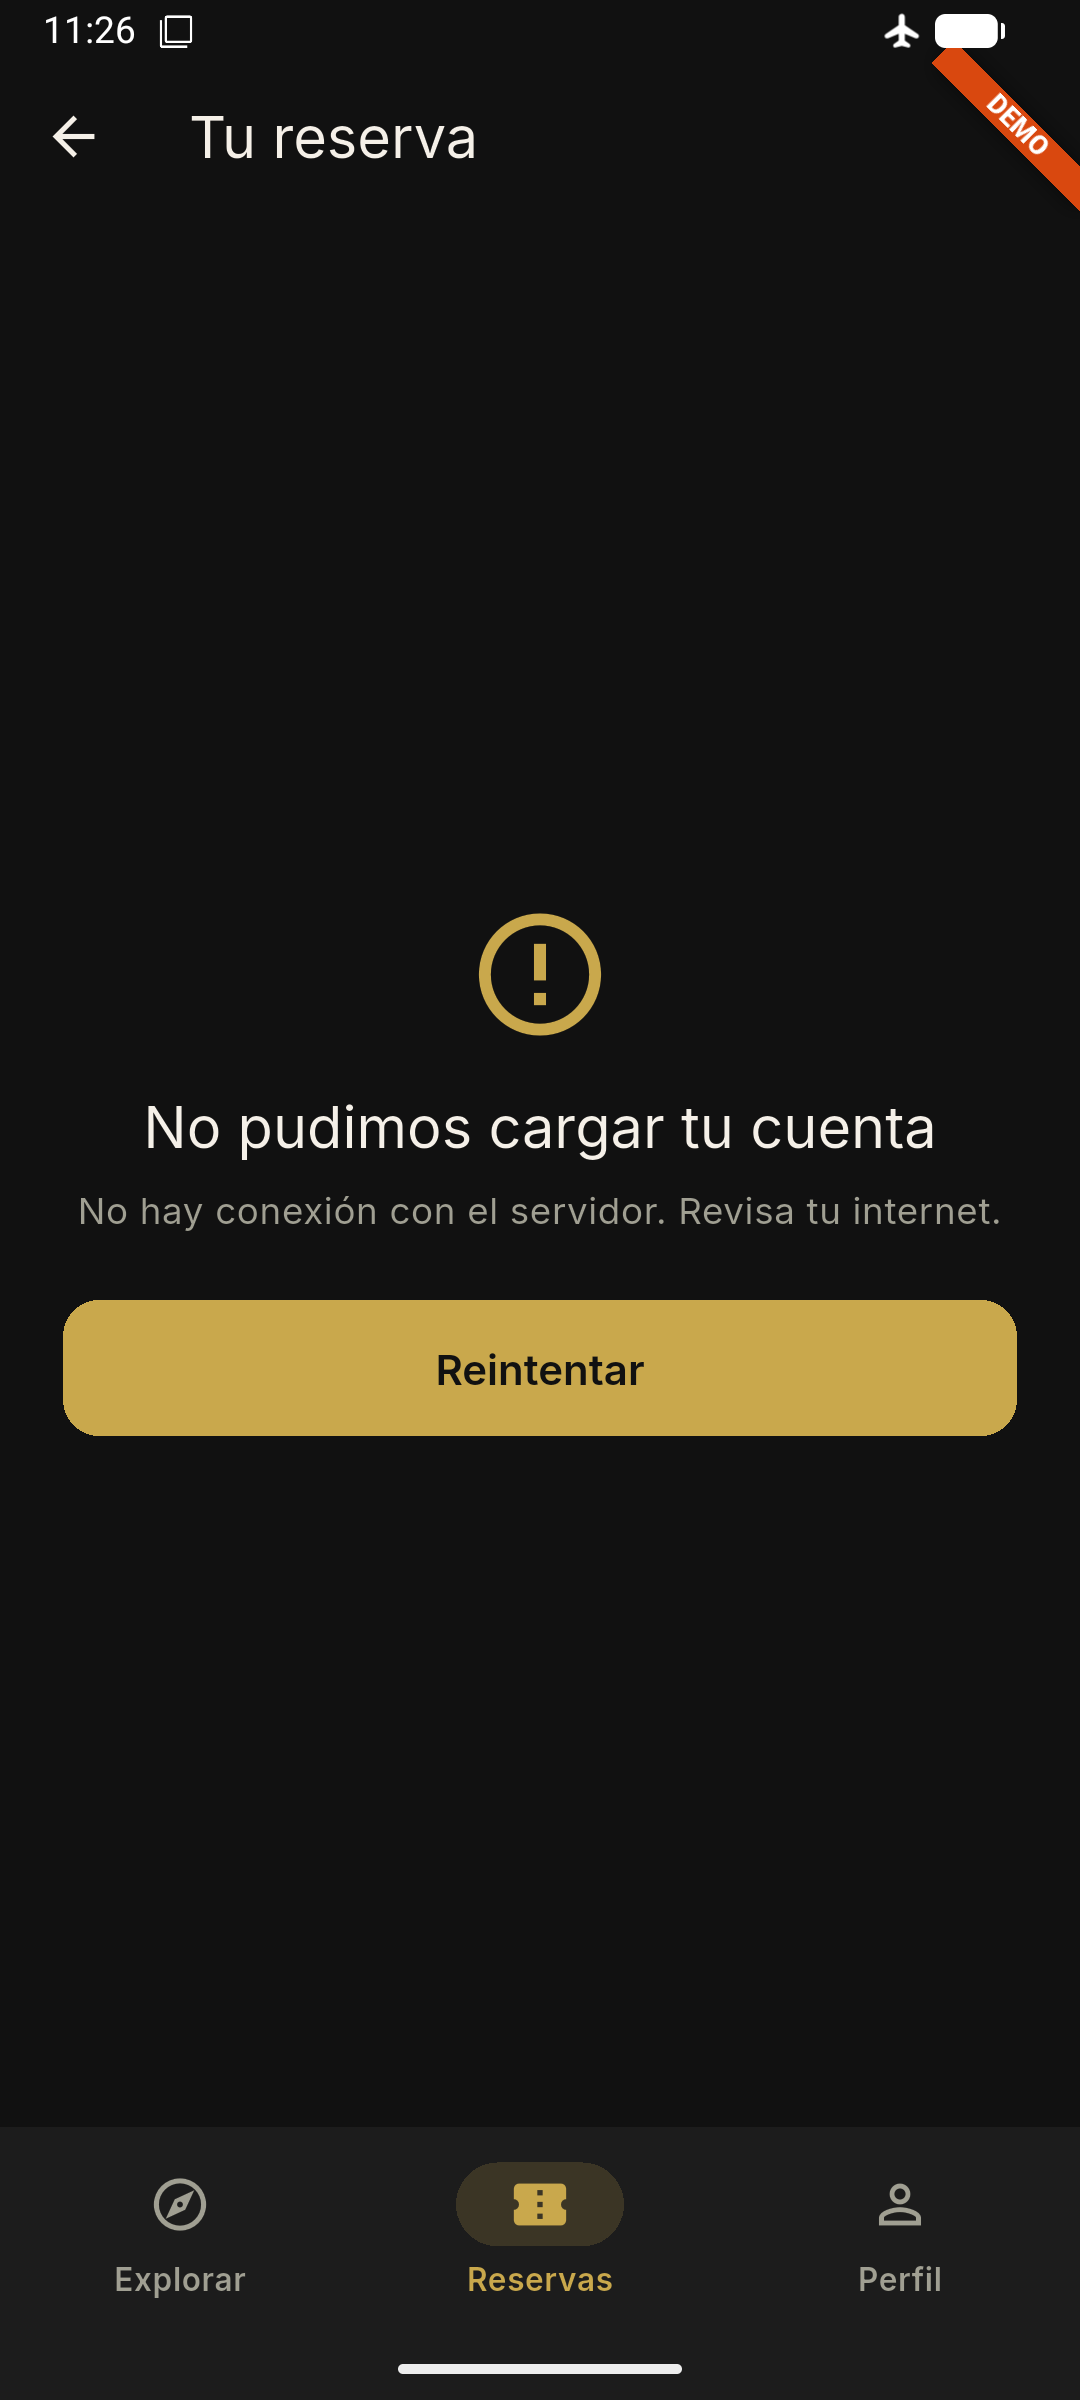 11:26
DEMO
Tu reserva
No pudimos cargar tu cuenta
No hay conexión con el servidor. Revisa tu internet.
Reintentar
Explorar
Reservas
Perfil